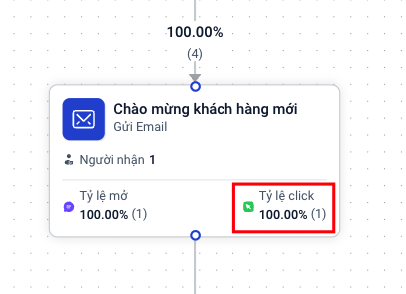 100.00%
(4)
Chào mừng khách hàng mới
Gửi Email
Người nhận 1
Tỷ lệ mở
100.00% (1)
Tỷ lệ click
100.00% (1)